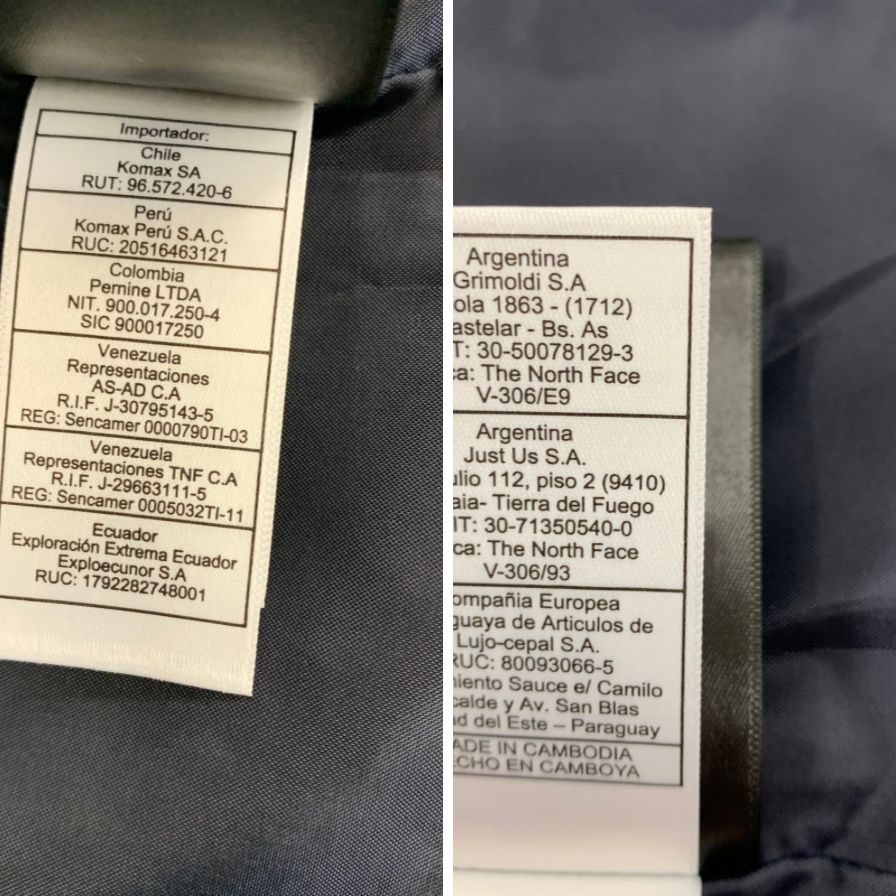 Importador:
Chile
Komax SA
RUT: 96.572.420-6
Perú
Komax Perú S.A.C.
RUC: 20516463121
Colombia
Pernine LTDA
NIT. 900.017.250-4
SIC 900017250
Venezuela
Representaciones
AS-AD C.A
R.I.F. J-30795143-5
REG: Sencamer 0000790TI-03
Venezuela
Representaciones TNF C.A
R.I.F. J-29663111-5
REG: Sencamer 0005032TI-11
Ecuador
Exploración Extrema Ecuador
Exploecunor S.A
RUC: 1792282748001
Argentina
Grimoldi S.A
ola 1863 - (1712)
astelar - Bs. As
T: 30-50078129-3
ca: The North Face
V-306/E9
Argentina
Just Us S.A.
ulio 112, piso 2 (9410)
aia- Tierra del Fuego
IT: 30-71350540-0
ca: The North Face
V-306/93
ompañia Europea
guaya de Articulos de
Lujo-cepal S.A.
RUC: 80093066-5
niento Sauce e/ Camilo
calde y Av. San Blas
d del Este – Paraguay
ADE IN CAMBODIA
CHO EN CAMBOYA